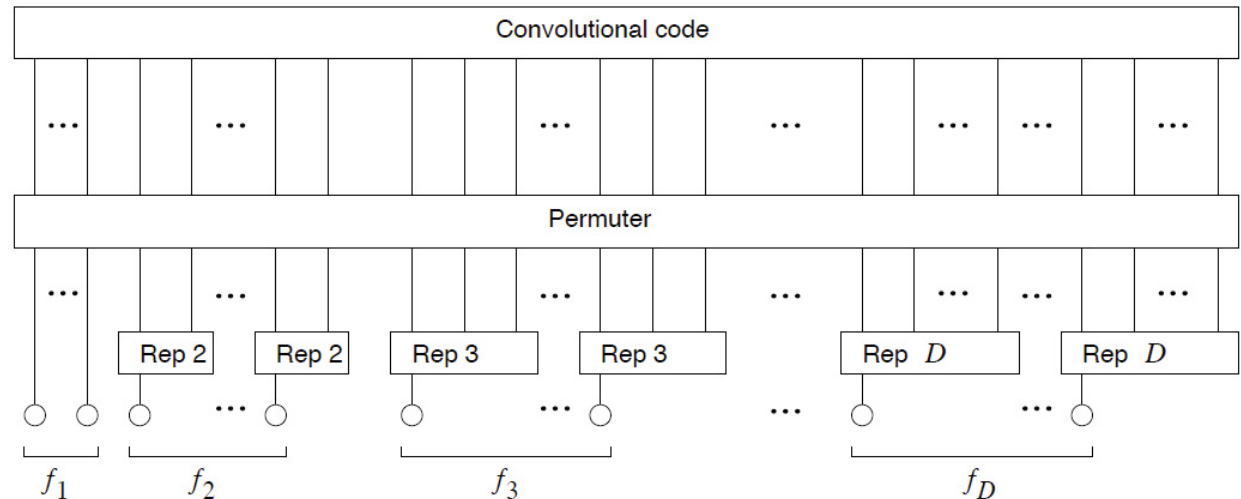 Convolutional code
... ... ... ... ... ... ...
Permuter
... ... ... ... ... ... ...
Rep 2 Rep 2 Rep 3 Rep 3 Rep D Rep D
... ... ... ...
f1 f2 f3 fD